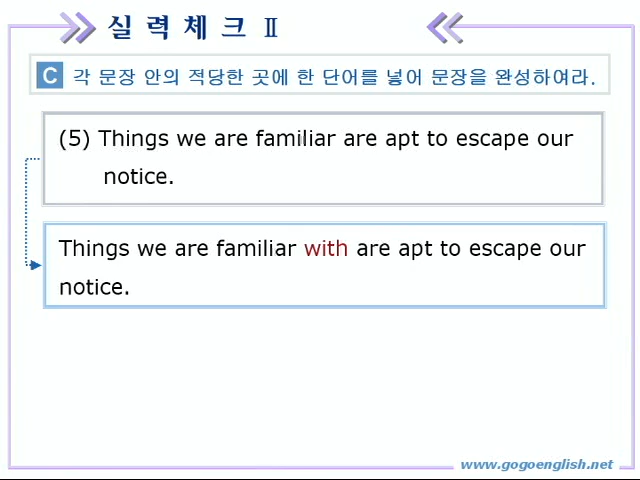 실 력 체 크 Ⅱ
C 각 문장 안의 적당한 곳에 한 단어를 넣어 문장을 완성하여라.
(5) Things we are familiar are apt to escape our
notice.
Things we are familiar with are apt to escape our
notice.
www.gogoenglish.net